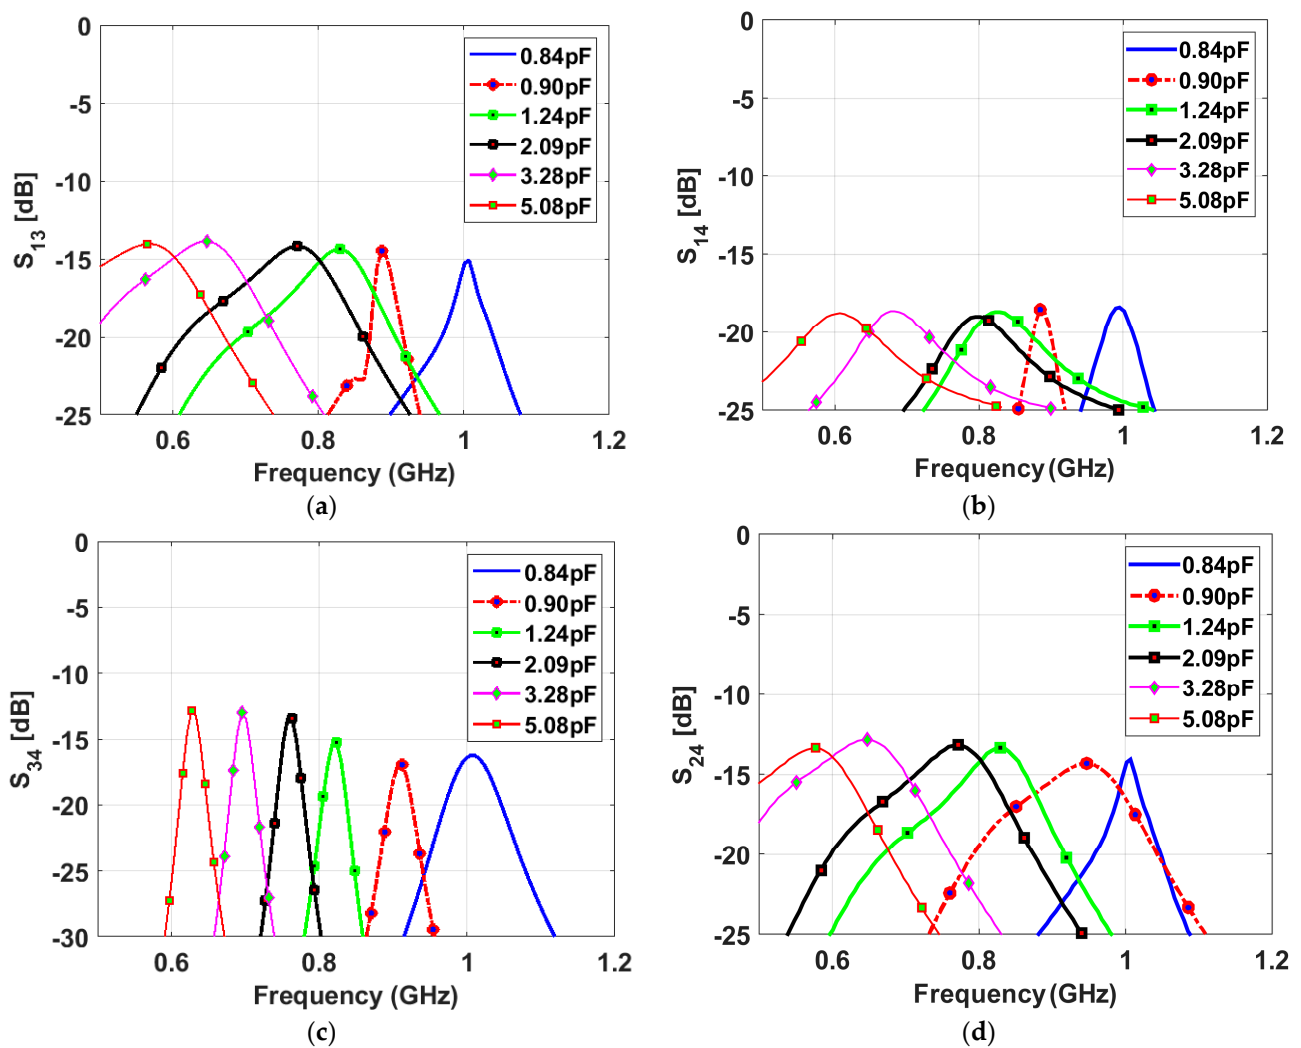 0
-5
-10
-15
-20
-25
S13 [dB]
0.6
0.8
1
1.2
Frequency (GHz)
0.84pF
0.90pF
1.24pF
2.09pF
3.28pF
5.08pF
(a)
0
-5
-10
-15
-20
-25
S14 [dB]
0.6
0.8
1
1.2
Frequency (GHz)
0.84pF
0.90pF
1.24pF
2.09pF
3.28pF
5.08pF
(b)
0
-5
-10
-15
-20
-25
-30
S34 [dB]
0.6
0.8
1
1.2
Frequency (GHz)
0.84pF
0.90pF
1.24pF
2.09pF
3.28pF
5.08pF
(c)
0
-5
-10
-15
-20
-25
S24 [dB]
0.6
0.8
1
1.2
Frequency (GHz)
0.84pF
0.90pF
1.24pF
2.09pF
3.28pF
5.08pF
(d)